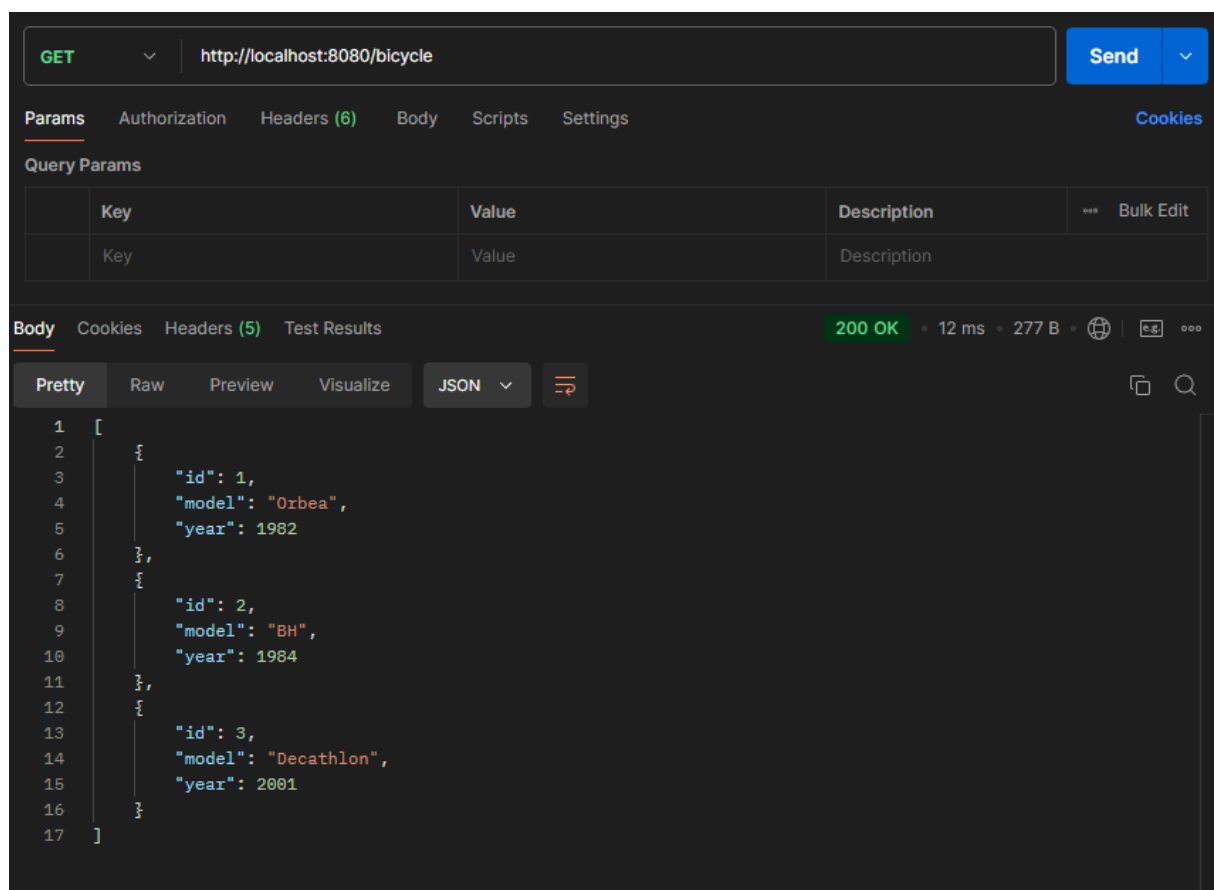 GET http://localhost:8080/bicycle Send
Params Authorization Headers (6) Body Scripts Settings Cookies
Query Params
Key Value Description ooo Bulk Edit
Key Value Description
Body Cookies Headers (5) Test Results 200 OK • 12 ms • 277 B • e.g. ooo
Pretty Raw Preview Visualize JSON
1 [
2 {
3 "id": 1,
4 "model": "Orbea",
5 "year": 1982
6 },
7 {
8 "id": 2,
9 "model": "BH",
10 "year": 1984
11 },
12 {
13 "id": 3,
14 "model": "Decathlon",
15 "year": 2001
16 }
17 ]